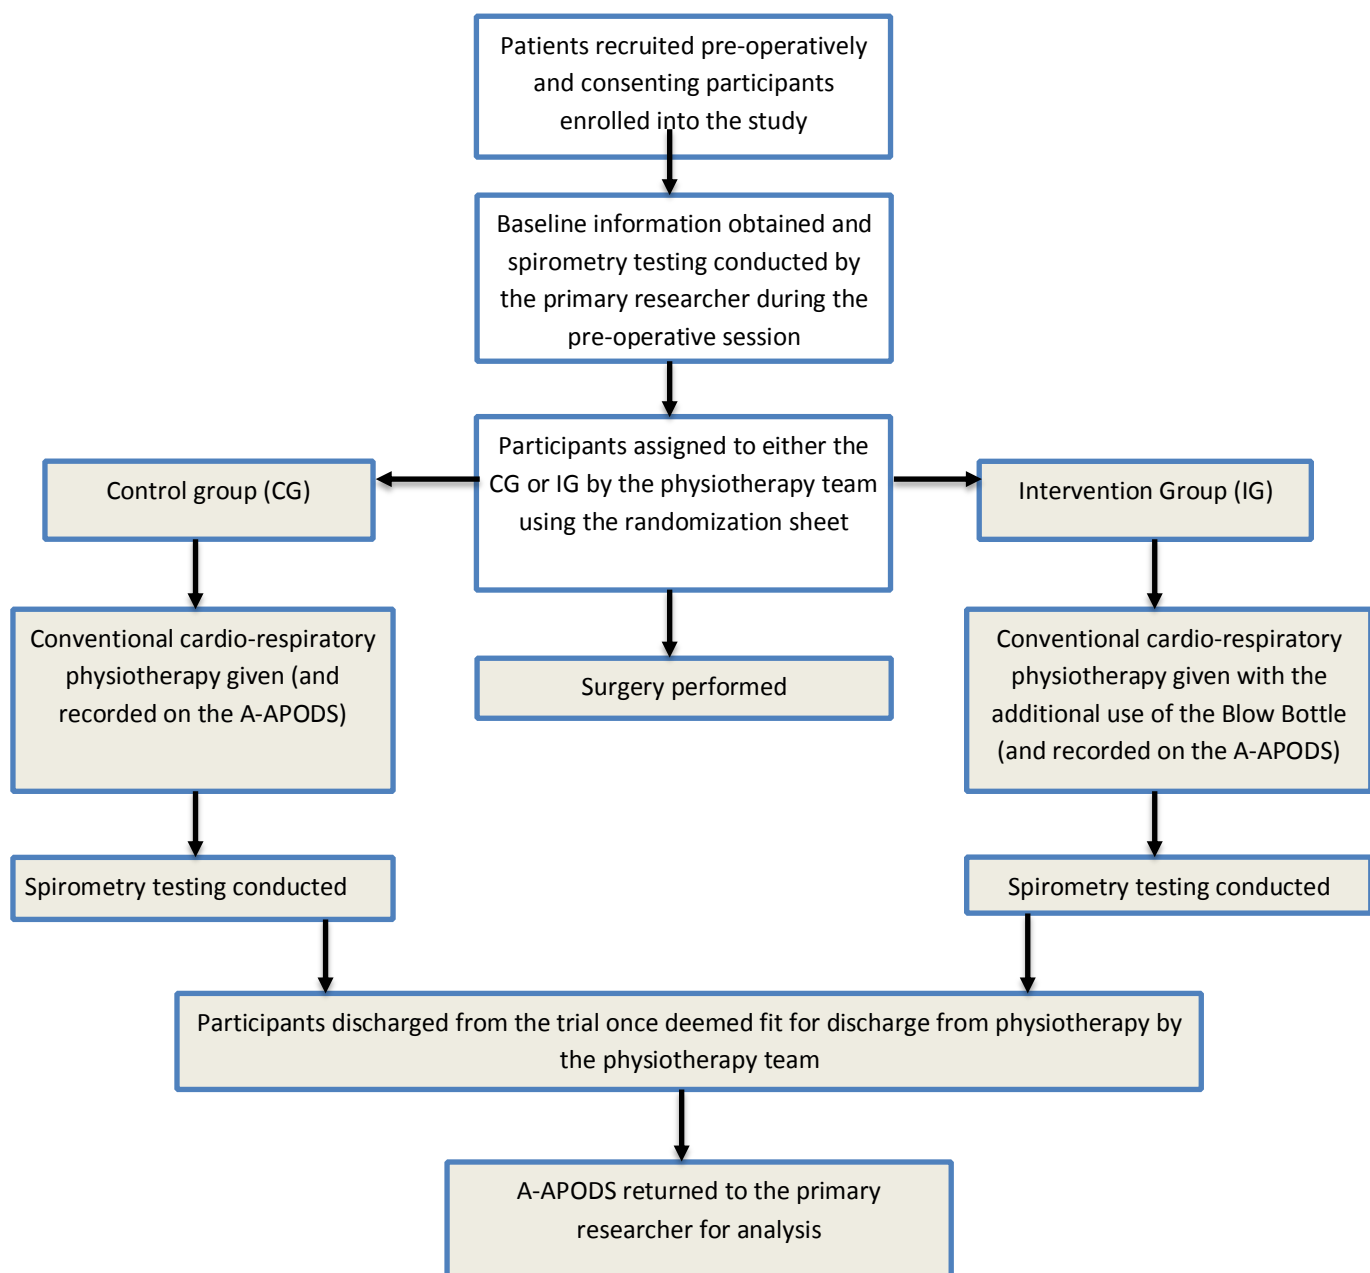 Patients recruited pre-operatively
and consenting participants
enrolled into the study
Baseline information obtained and
spirometry testing conducted by
the primary researcher during the
pre-operative session
Participants assigned to either the
CG or IG by the physiotherapy team
using the randomization sheet
Control group (CG)
Intervention Group (IG)
Conventional cardio-respiratory
physiotherapy given (and
recorded on the A-APODS)
Surgery performed
Conventional cardio-respiratory
physiotherapy given with the
additional use of the Blow Bottle
(and recorded on the A-APODS)
Spirometry testing conducted
Spirometry testing conducted
Participants discharged from the trial once deemed fit for discharge from physiotherapy by
the physiotherapy team
A-APODS returned to the primary
researcher for analysis